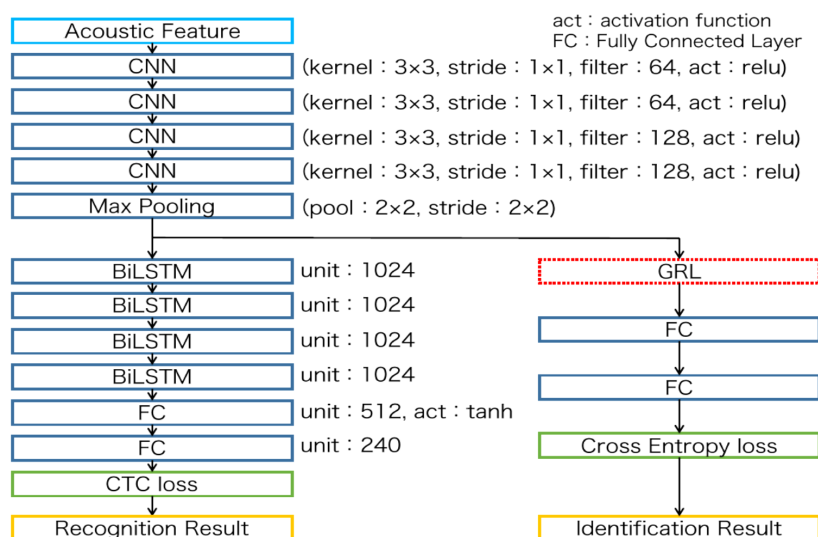 act：activation function
FC：Fully Connected Layer
Acoustic Feature
CNN (kernel：3×3, stride：1×1, filter：64, act：relu)
CNN (kernel：3×3, stride：1×1, filter：64, act：relu)
CNN (kernel：3×3, stride：1×1, filter：128, act：relu)
CNN (kernel：3×3, stride：1×1, filter：128, act：relu)
Max Pooling (pool：2×2, stride：2×2)
BiLSTM unit：1024
BiLSTM unit：1024
BiLSTM unit：1024
BiLSTM unit：1024
FC unit：512, act：tanh
FC unit：240
CTC loss
Recognition Result
GRL
FC
FC
Cross Entropy loss
Identification Result